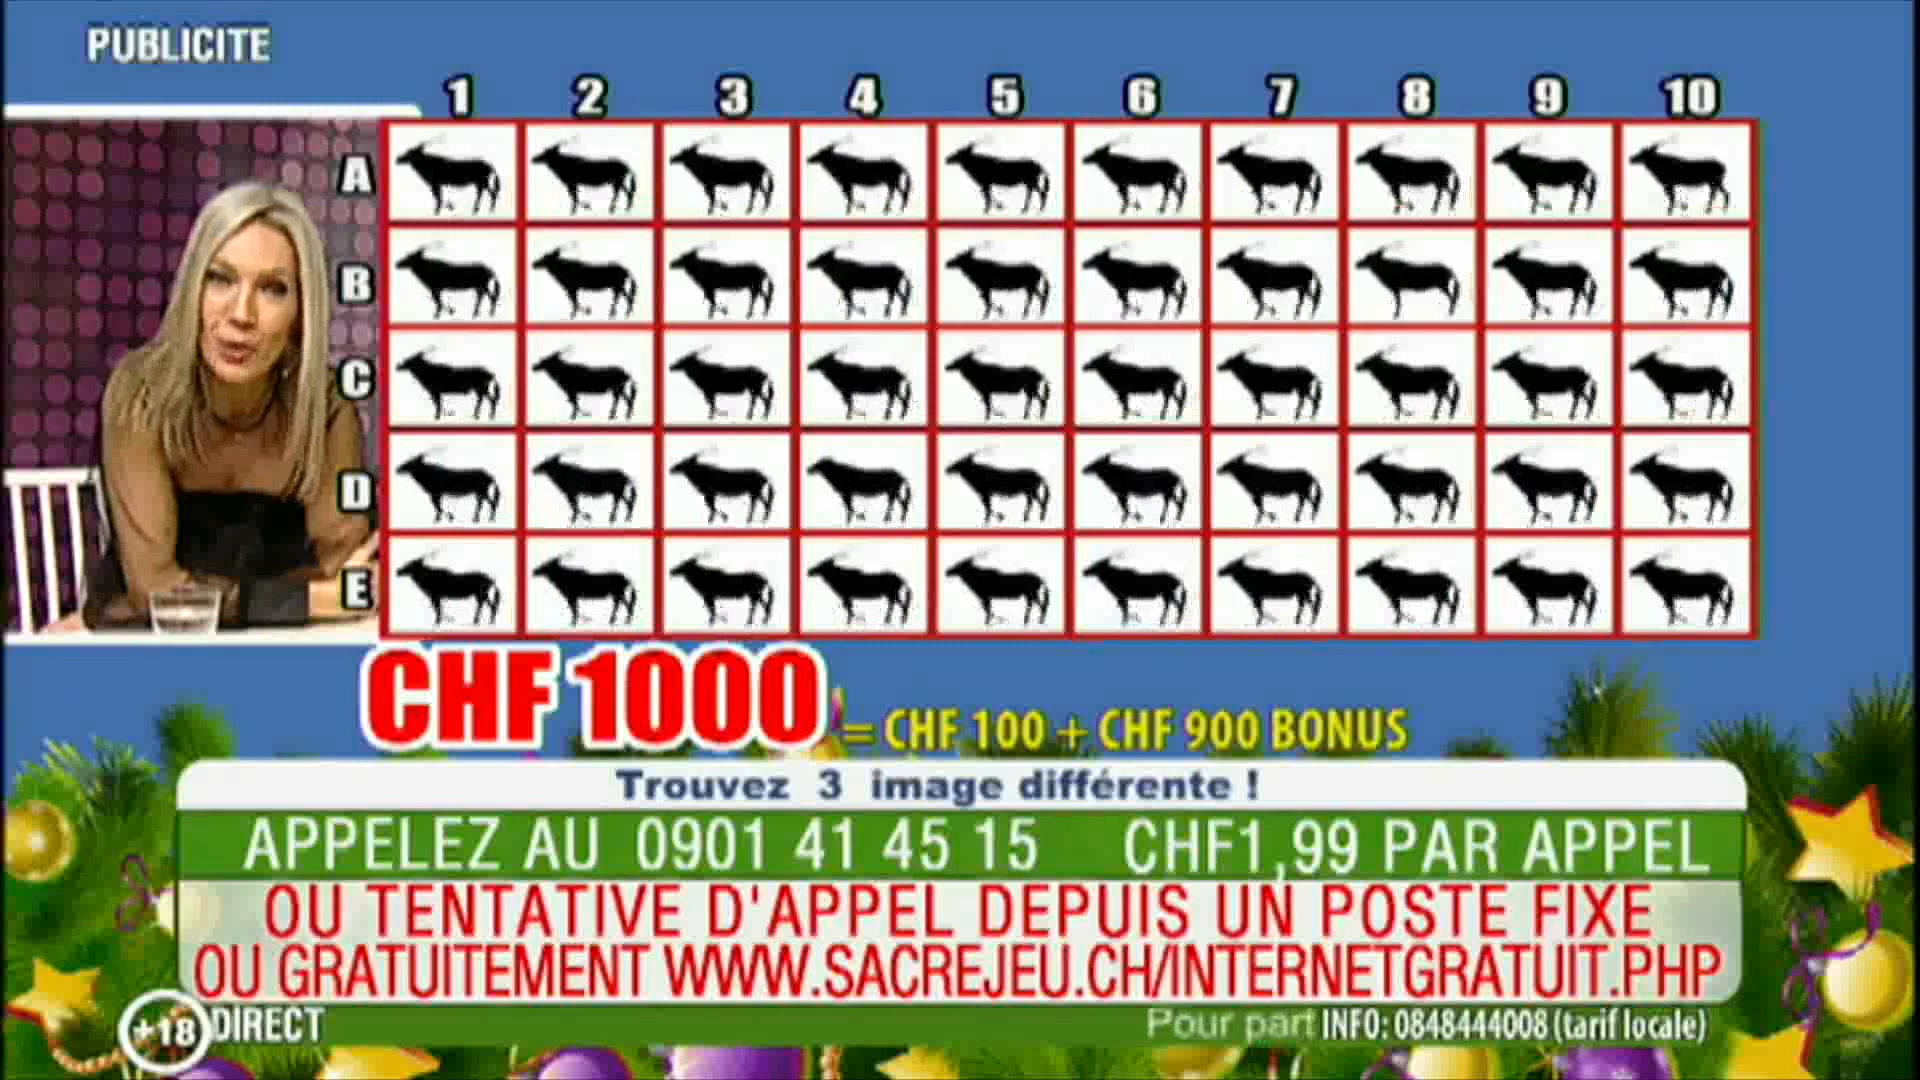 PUBLICITE
1 2 3 4 5 6 7 8 9 10
A
B
C
D
E
CHF 1000 = CHF 100 + CHF 900 BONUS
Trouvez 3 image différente !
APPELEZ AU 0901 41 45 15 CHF1,99 PAR APPEL
OU TENTATIVE D'APPEL DEPUIS UN POSTE FIXE
OU GRATUITEMENT WWW.SACREJEU.CH/INTERNETGRATUIT.PHP
+18 DIRECT Pour part INFO: 0848444008 (tarif locale)